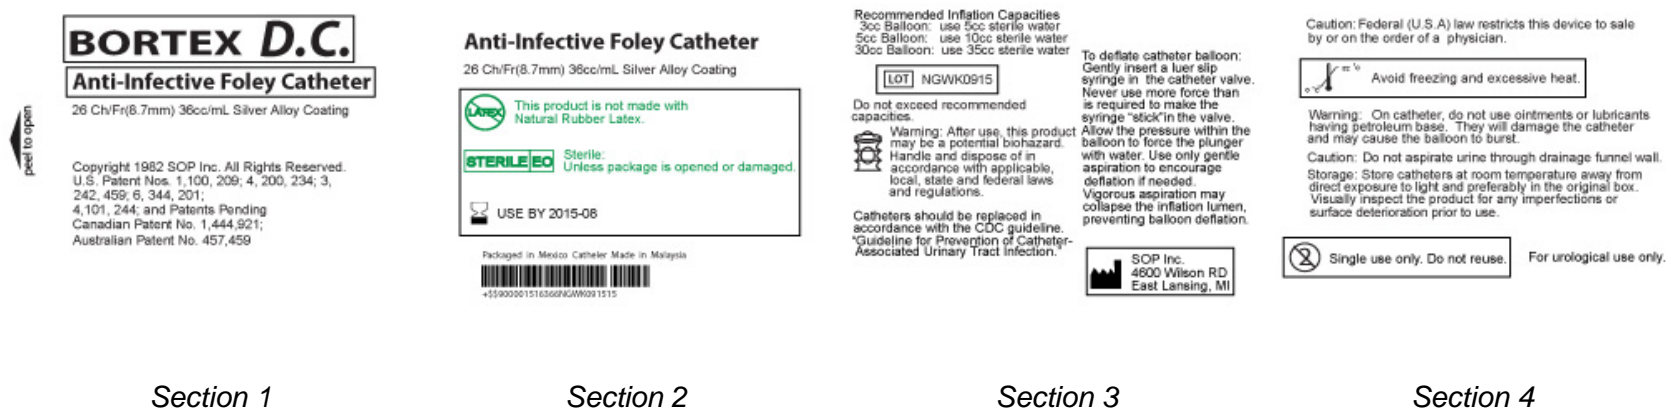 BORTEX D.C.
Anti-Infective Foley Catheter
26 Ch/Fr(8.7mm) 36cc/mL Silver Alloy Coating
peel to open
Copyright 1982 SOP Inc. All Rights Reserved.
U.S. Patent Nos. 1,100, 209; 4, 200, 234; 3,
242, 459; 6, 344, 201;
4,101, 244; and Patents Pending
Canadian Patent No. 1,444,921;
Australian Patent No. 457,459
Section 1
Anti-Infective Foley Catheter
26 Ch/Fr(8.7mm) 36cc/mL Silver Alloy Coating
LATEX
This product is not made with
Natural Rubber Latex.
STERILE EO
Sterile:
Unless package is opened or damaged.
USE BY 2015-08
Packaged in Mexico Catheler Made in Malaysia
+$$900001516366NGWK091515
Section 2
Recommended Inflation Capacities
3cc Balloon: use 5cc sterile water
5cc Balloon: use 10cc sterile water
30cc Balloon: use 35cc sterile water
LOT NGWK0915
Do not exceed recommended
capacities.
Warning: After use, this product
may be a potential biohazard.
Handle and dispose of in
accordance with applicable,
local, state and federal laws
and regulations.
Catheters should be replaced in
accordance with the CDC guideline.
"Guideline for Prevention of Catheter-
Associated Urinary Tract Infection."
To deflate catheter balloon:
Gently insert a luer slip
syringe in the catheter valve.
Never use more force than
is required to make the
syringe "stick"in the valve.
Allow the pressure within the
balloon to force the plunger
with water. Use only gentle
aspiration to encourage
deflation if needed.
Vigorous aspiration may
collapse the inflation lumen,
preventing balloon deflation.
SOP Inc.
4600 Wilson RD
East Lansing, MI
Section 3
Caution: Federal (U.S.A) law restricts this device to sale
by or on the order of a physician.
Avoid freezing and excessive heat.
Warning: On catheter, do not use ointments or lubricants
having petroleum base. They will damage the catheter
and may cause the balloon to burst.
Caution: Do not aspirate urine through drainage funnel wall.
Storage: Store catheters at room temperature away from
direct exposure to light and preferably in the original box.
Visually inspect the product for any imperfections or
surface deterioration prior to use.
2
Single use only. Do not reuse.
For urological use only.
Section 4